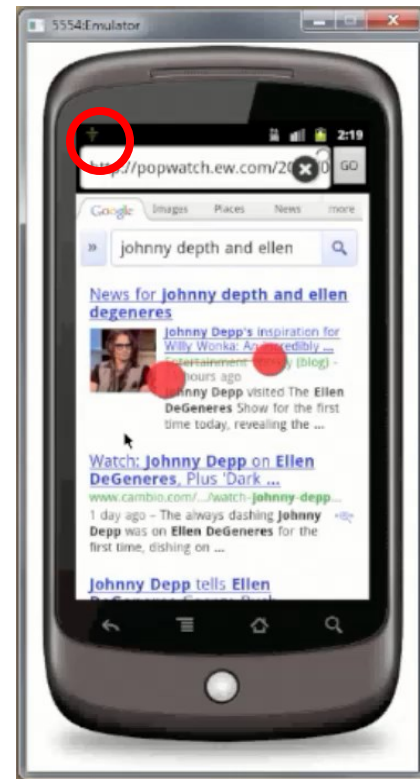 5554:Emulator
2:19
http://popwatch.ew.com/20
GO
Google Images Places News more
» johnny depth and ellen
News for johnny depth and ellen
degeneres
Johnny Depp's inspiration for
Willy Wonka: An incredibly ...
Entertainment (blog) -
hours ago
Johnny Depp visited The Ellen
DeGeneres Show for the first
time today, revealing the ...
Watch: Johnny Depp on Ellen
DeGeneres, Plus 'Dark ...
www.cambio.com/.../watch-johnny-depp...
1 day ago - The always dashing Johnny
Depp was on Ellen DeGeneres for the
first time, dishing on ...
Johnny Depp tells Ellen